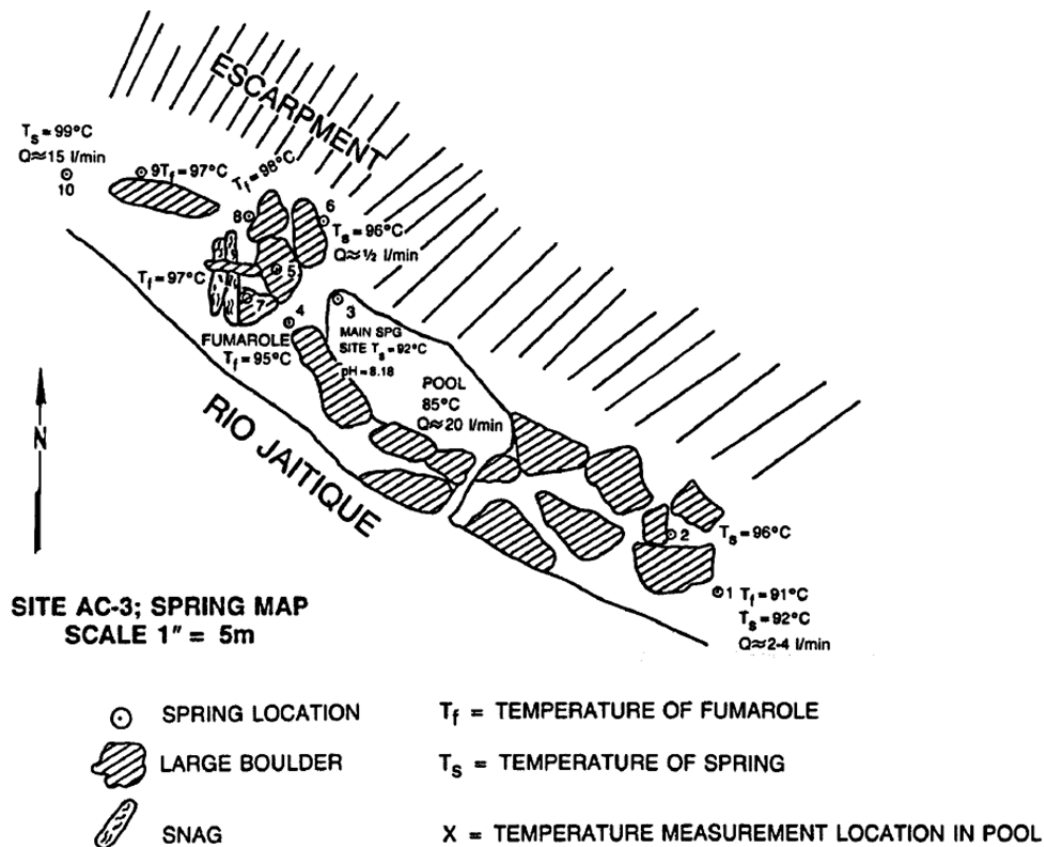 ESCARPMENT
Ts = 99°C
Q≈15 l/min
10
9Tf = 97°C
Tf = 98°C
8
6
Ts = 96°C
Q≈½ l/min
5
Tf = 97°C
7
4
3
FUMAROLE
Tf = 95°C
MAIN SPG
SITE Ts = 92°C
pH = 8.18
POOL
85°C
Q≈20 l/min
RIO JAITIQUE
N
2
Ts = 96°C
1 Tf = 91°C
Ts = 92°C
Q≈2-4 l/min
SITE AC-3; SPRING MAP
SCALE 1" = 5m
SPRING LOCATION
Tf = TEMPERATURE OF FUMAROLE
LARGE BOULDER
Ts = TEMPERATURE OF SPRING
SNAG
X = TEMPERATURE MEASUREMENT LOCATION IN POOL